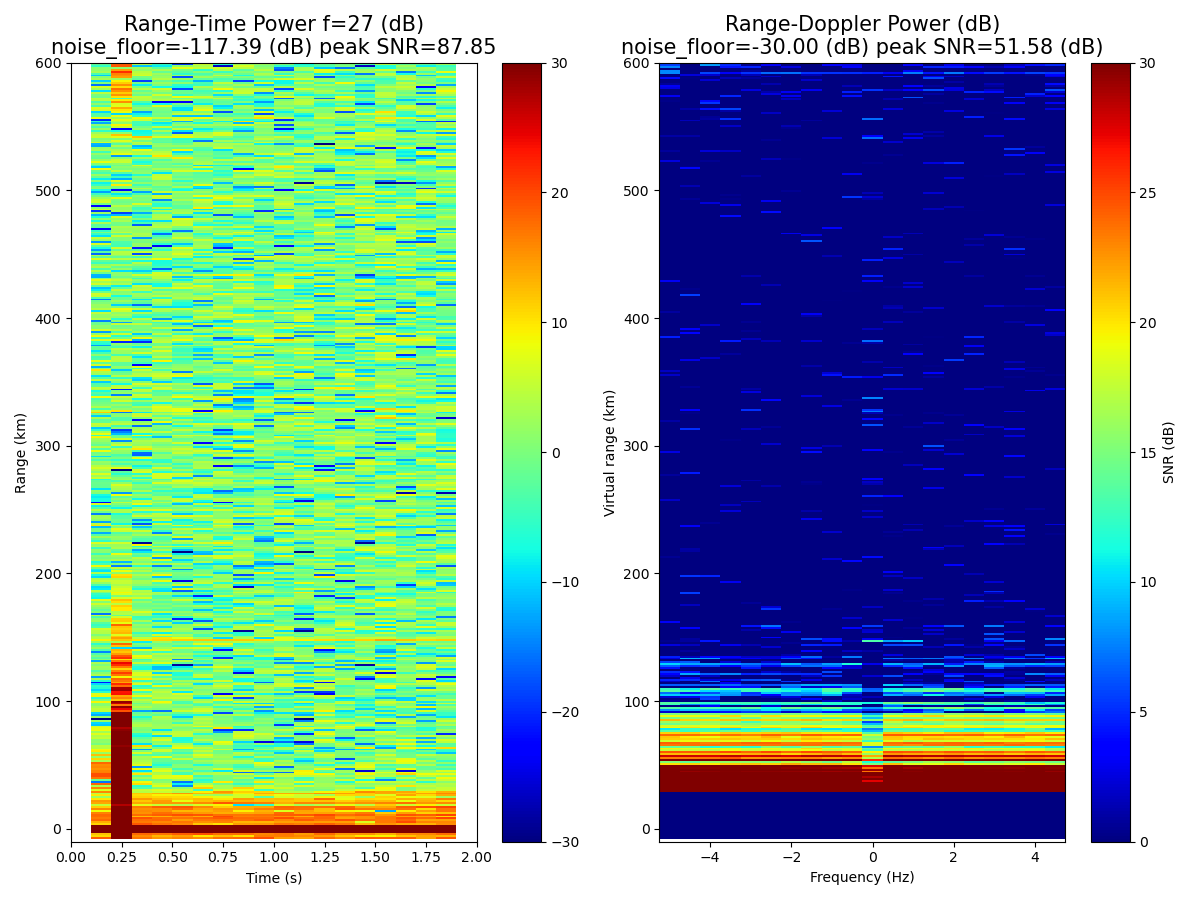 Range-Time Power f=27 (dB)
noise_floor=-117.39 (dB) peak SNR=87.85
Range-Doppler Power (dB)
noise_floor=-30.00 (dB) peak SNR=51.58 (dB)
600
500
400
300
200
100
0
Range (km)
0.00 0.25 0.50 0.75 1.00 1.25 1.50 1.75 2.00
Time (s)
30
20
10
0
−10
−20
−30
600
500
400
300
200
100
0
Virtual range (km)
−4 −2 0 2 4
Frequency (Hz)
30
25
20
15
10
5
0
SNR (dB)